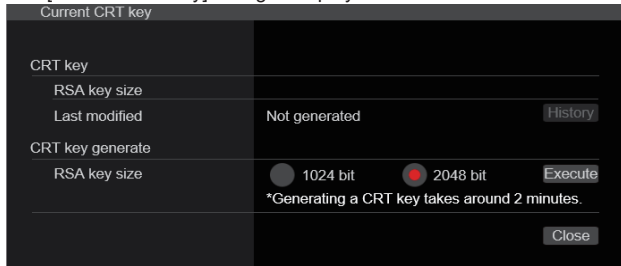 Current CRT key
CRT key
RSA key size
Last modified Not generated History
CRT key generate
RSA key size 1024 bit 2048 bit Execute
*Generating a CRT key takes around 2 minutes.
Close